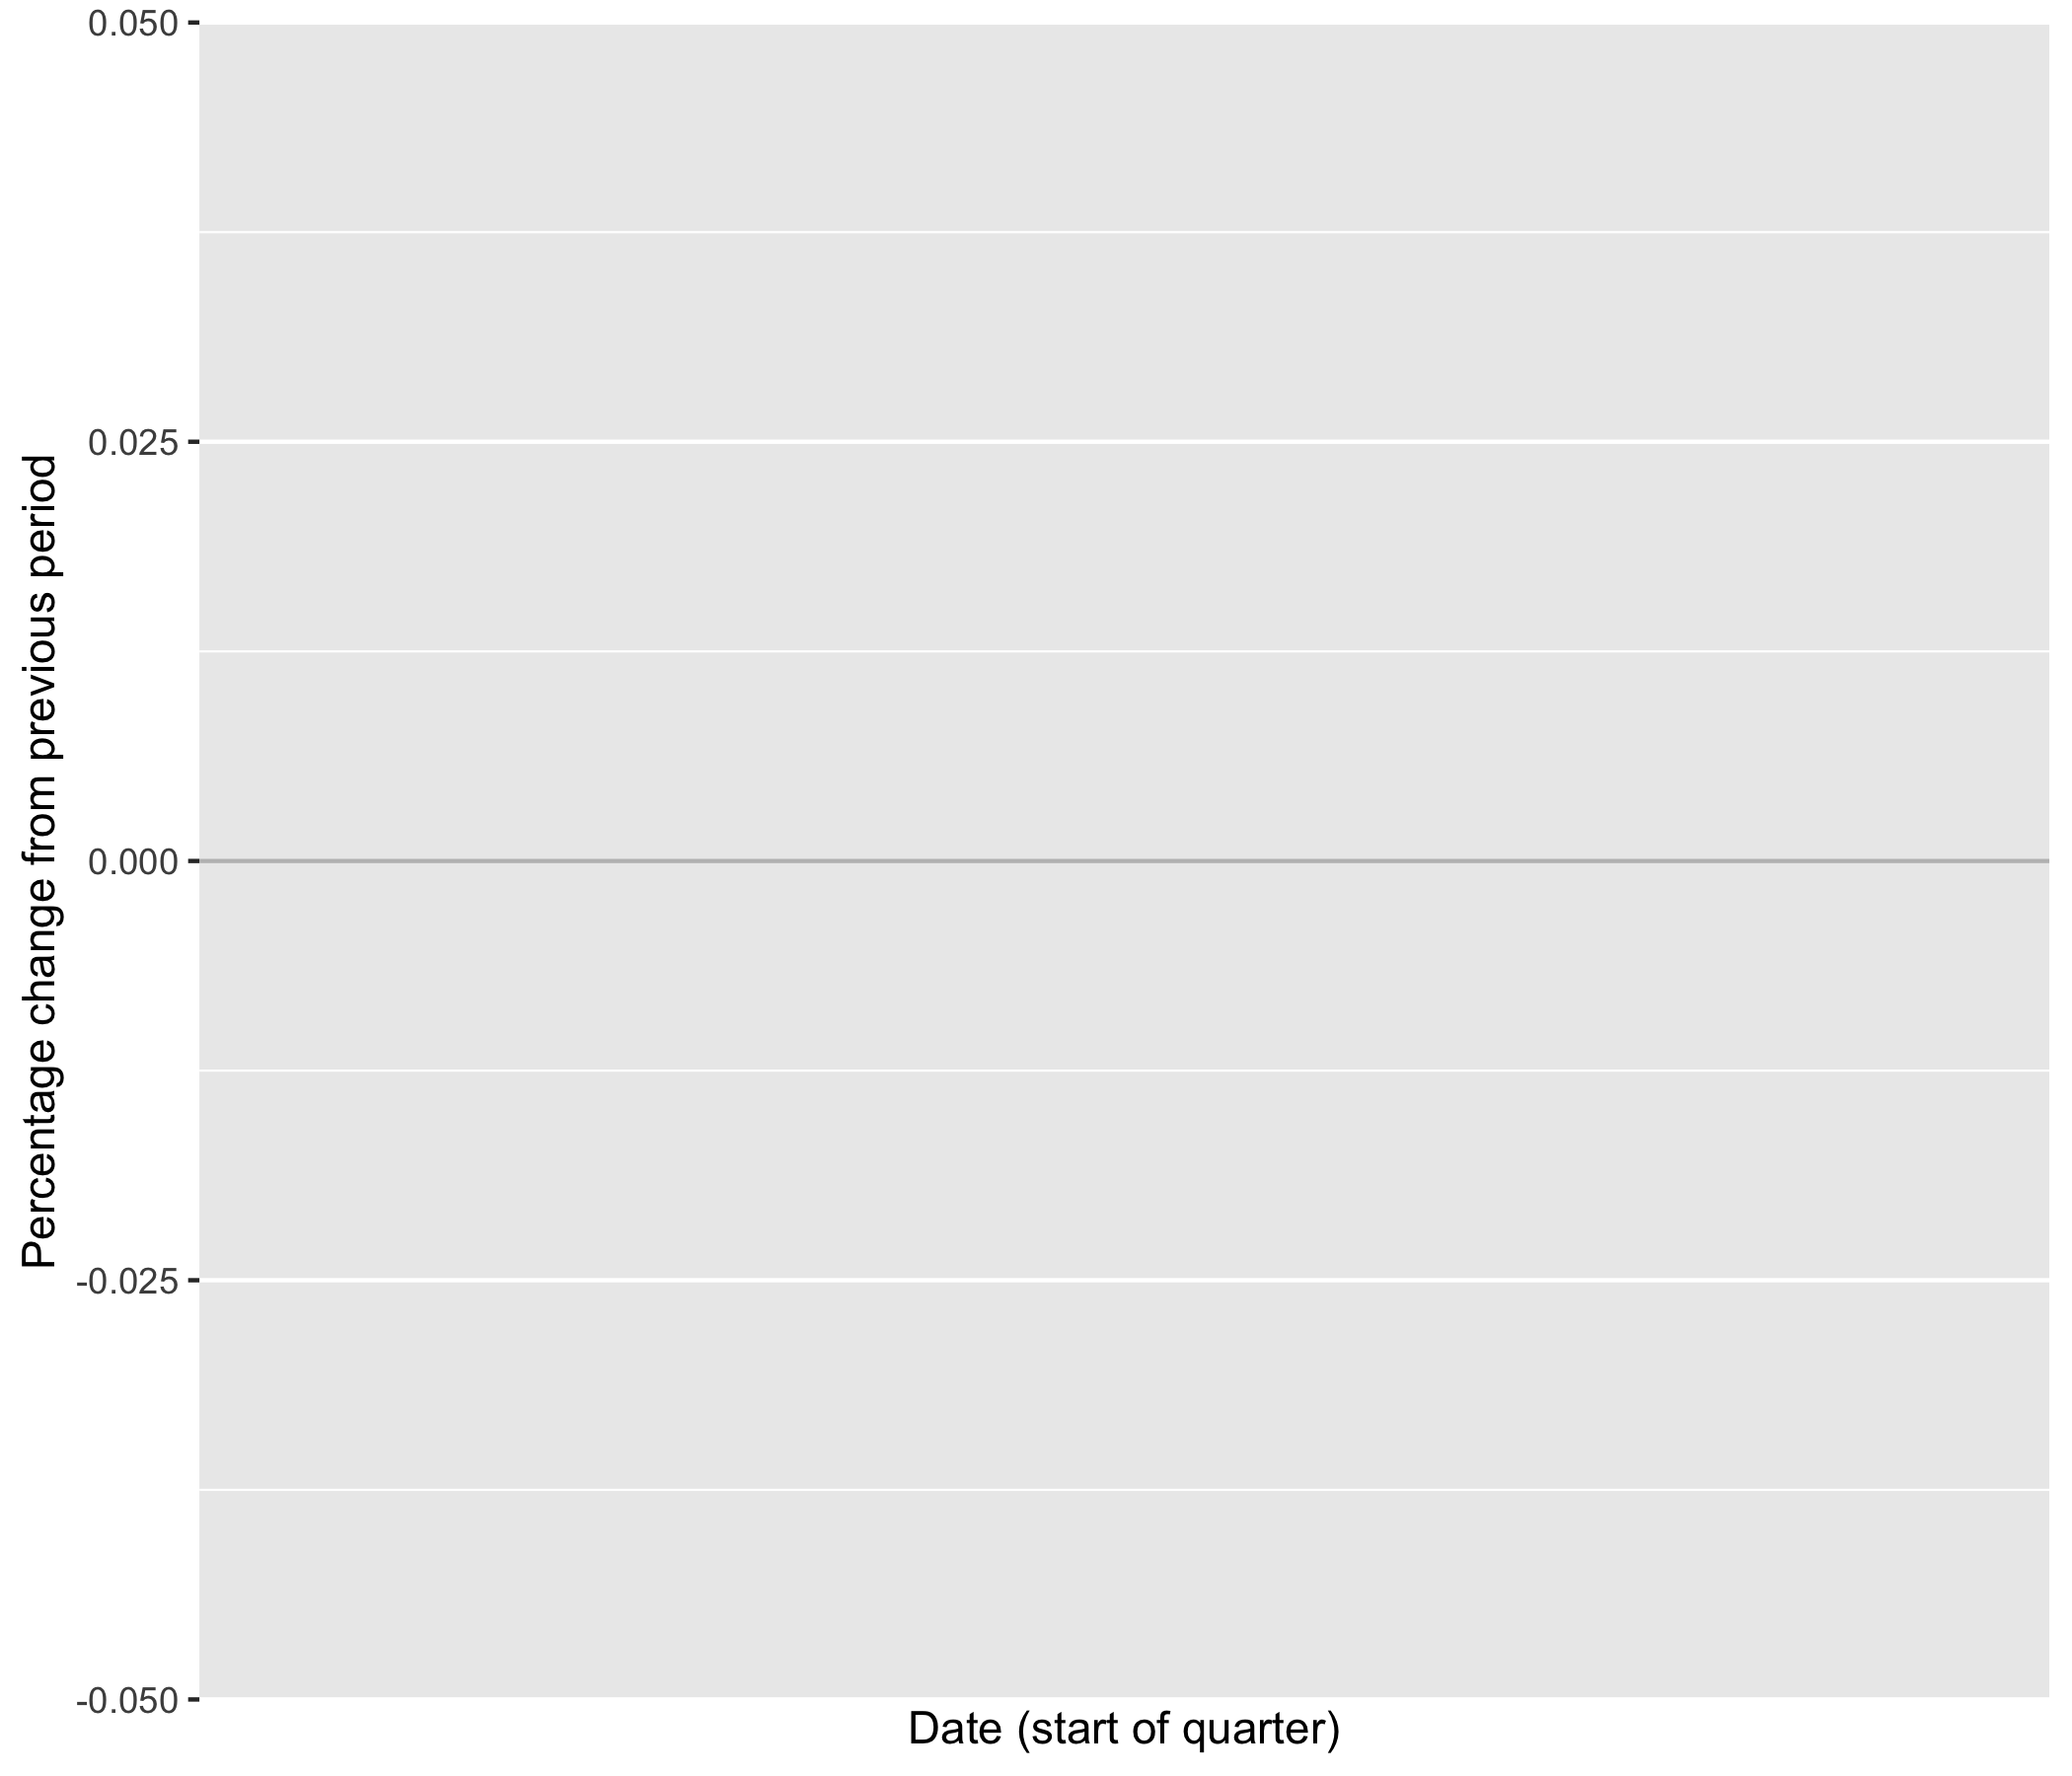 0.050
0.025
0.000
-0.025
-0.050
Percentage change from previous period
Date (start of quarter)